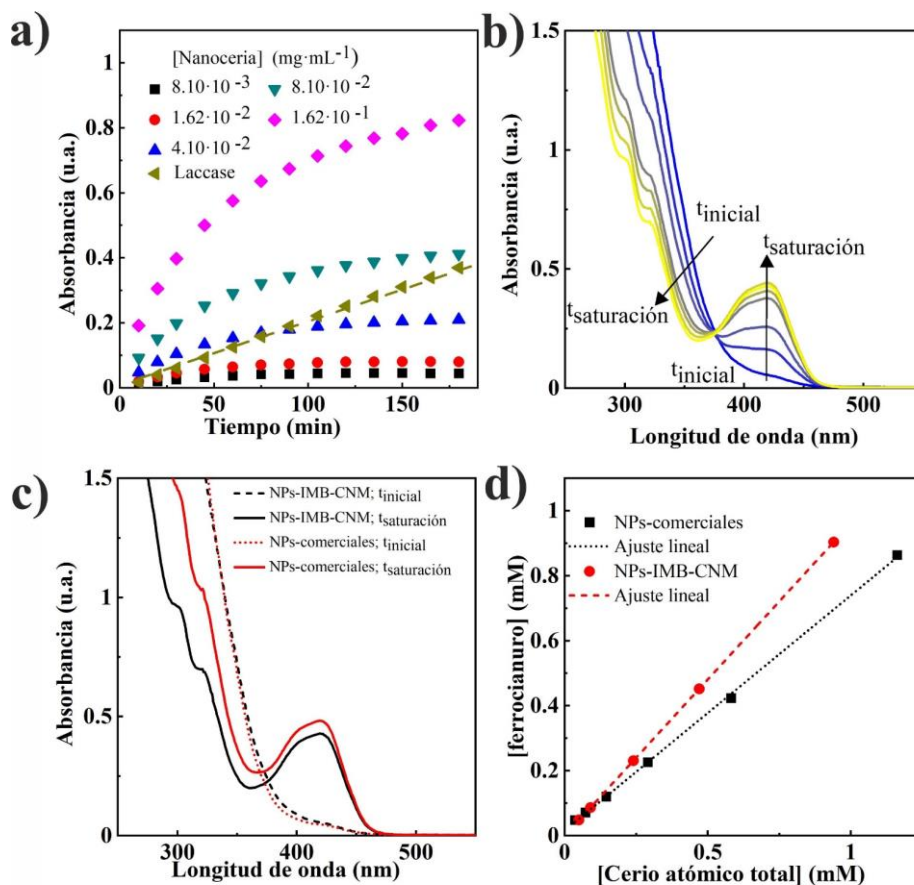 a)
[Nanoceria] (mg·mL-1)
8.10·10 -3
8.10·10 -2
1.62·10 -2
1.62·10 -1
4.10·10 -2
Laccase
0.8
0.6
0.4
0.2
0
0
50
100
150
Absorbancia (u.a.)
Tiempo (min)
b)
1.5
1
0.5
0
300
400
500
tinicial
tsaturación
tsaturación
tinicial
Absorbancia (u.a.)
Longitud de onda (nm)
c)
1.5
1
0.5
0
300
400
500
NPs-IMB-CNM; tinicial
NPs-IMB-CNM; tsaturación
NPs-comerciales; tinicial
NPs-comerciales; tsaturación
Absorbancia (u.a.)
Longitud de onda (nm)
d)
NPs-comerciales
Ajuste lineal
NPs-IMB-CNM
Ajuste lineal
0.8
0.6
0.4
0.2
0
0
0.5
1
[ferrocianuro] (mM)
[Cerio atómico total] (mM)